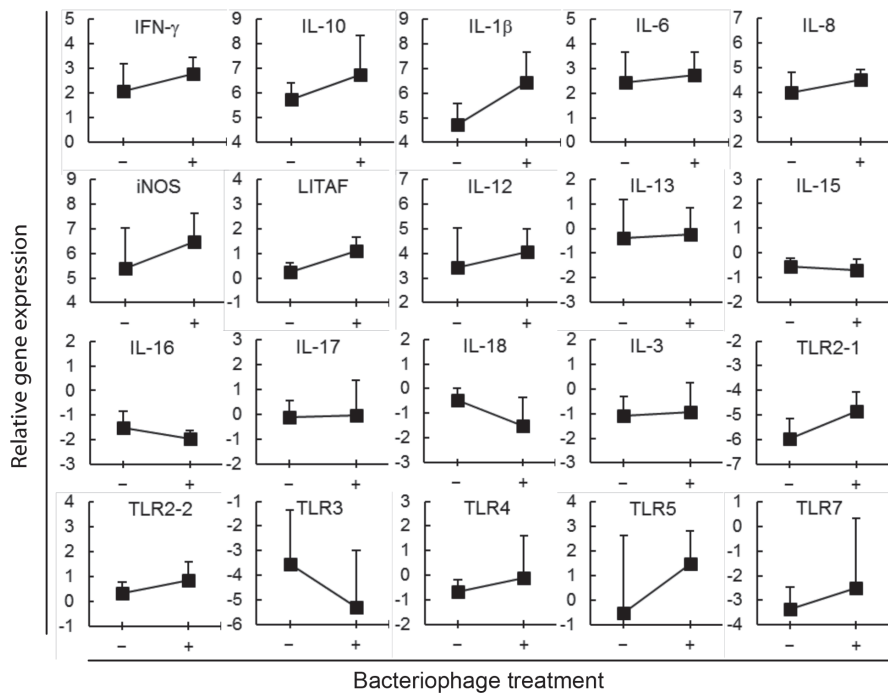 Relative gene expression
IFN-γ IL-10 IL-1β IL-6 IL-8
5 9 9 6 7
4 8 8 5 6
3 7 7 4 5
2 6 6 3 4
1 5 5 2 3
0 4 4 1 2
− + − + − + − + − +
iNOS LITAF IL-12 IL-13 IL-15
9 4 7 2 3
8 3 6 1 2
7 2 5 0 1
6 1 4 -1 0
5 0 3 -2 -1
4 -1 2 -3 -2
− + − + − + − + − +
IL-16 IL-17 IL-18 IL-3 TLR2-1
2 3 2 2 -2
1 2 1 1 -3
0 1 0 0 -4
-1 0 -1 -1 -5
-2 -1 -2 -2 -6
-3 -2 -3 -3 -7
− + − + − + − + − +
TLR2-2 TLR3 TLR4 TLR5 TLR7
4 -1 3 4 1
3 -2 2 3 0
2 -3 1 2 -1
1 -4 0 1 -2
0 -5 -1 0 -3
-1 -6 -2 -1 -4
− + − + − + − + − +
Bacteriophage treatment